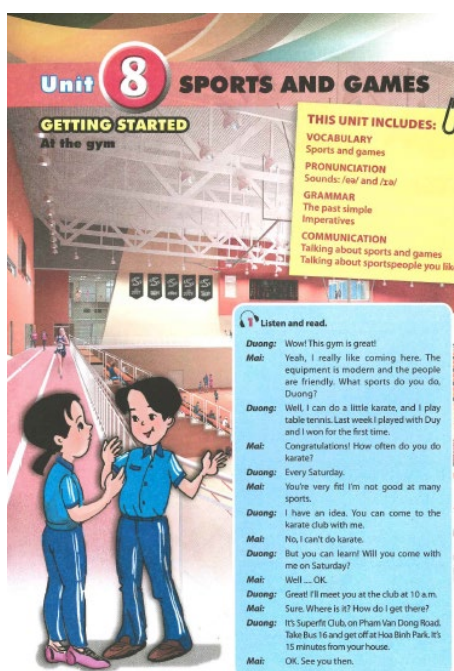 Unit 8 SPORTS AND GAMES
GETTING STARTED
At the gym
THIS UNIT INCLUDES:
VOCABULARY
Sports and games
PRONUNCIATION
Sounds: /eə/ and /ɪə/
GRAMMAR
The past simple
Imperatives
COMMUNICATION
Talking about sports and games
Talking about sportspeople you like
1 Listen and read.
Duong: Wow! This gym is great!
Mai: Yeah, I really like coming here. The
equipment is modern and the people
are friendly. What sports do you do,
Duong?
Duong: Well, I can do a little karate, and I play
table tennis. Last week I played with Duy
and I won for the first time.
Mai: Congratulations! How often do you do
karate?
Duong: Every Saturday.
Mai: You're very fit! I'm not good at many
sports.
Duong: I have an idea. You can come to the
karate club with me.
Mai: No, I can't do karate.
Duong: But you can learn! Will you come with
me on Saturday?
Mai: Well .... OK.
Duong: Great! I'll meet you at the club at 10 a.m.
Mai: Sure. Where is it? How do I get there?
Duong: It's Superfit Club, on Pham Van Dong Road.
Take Bus 16 and get off at Hoa Binh Park. It's
15 minutes from your house.
Mai: OK. See you then.